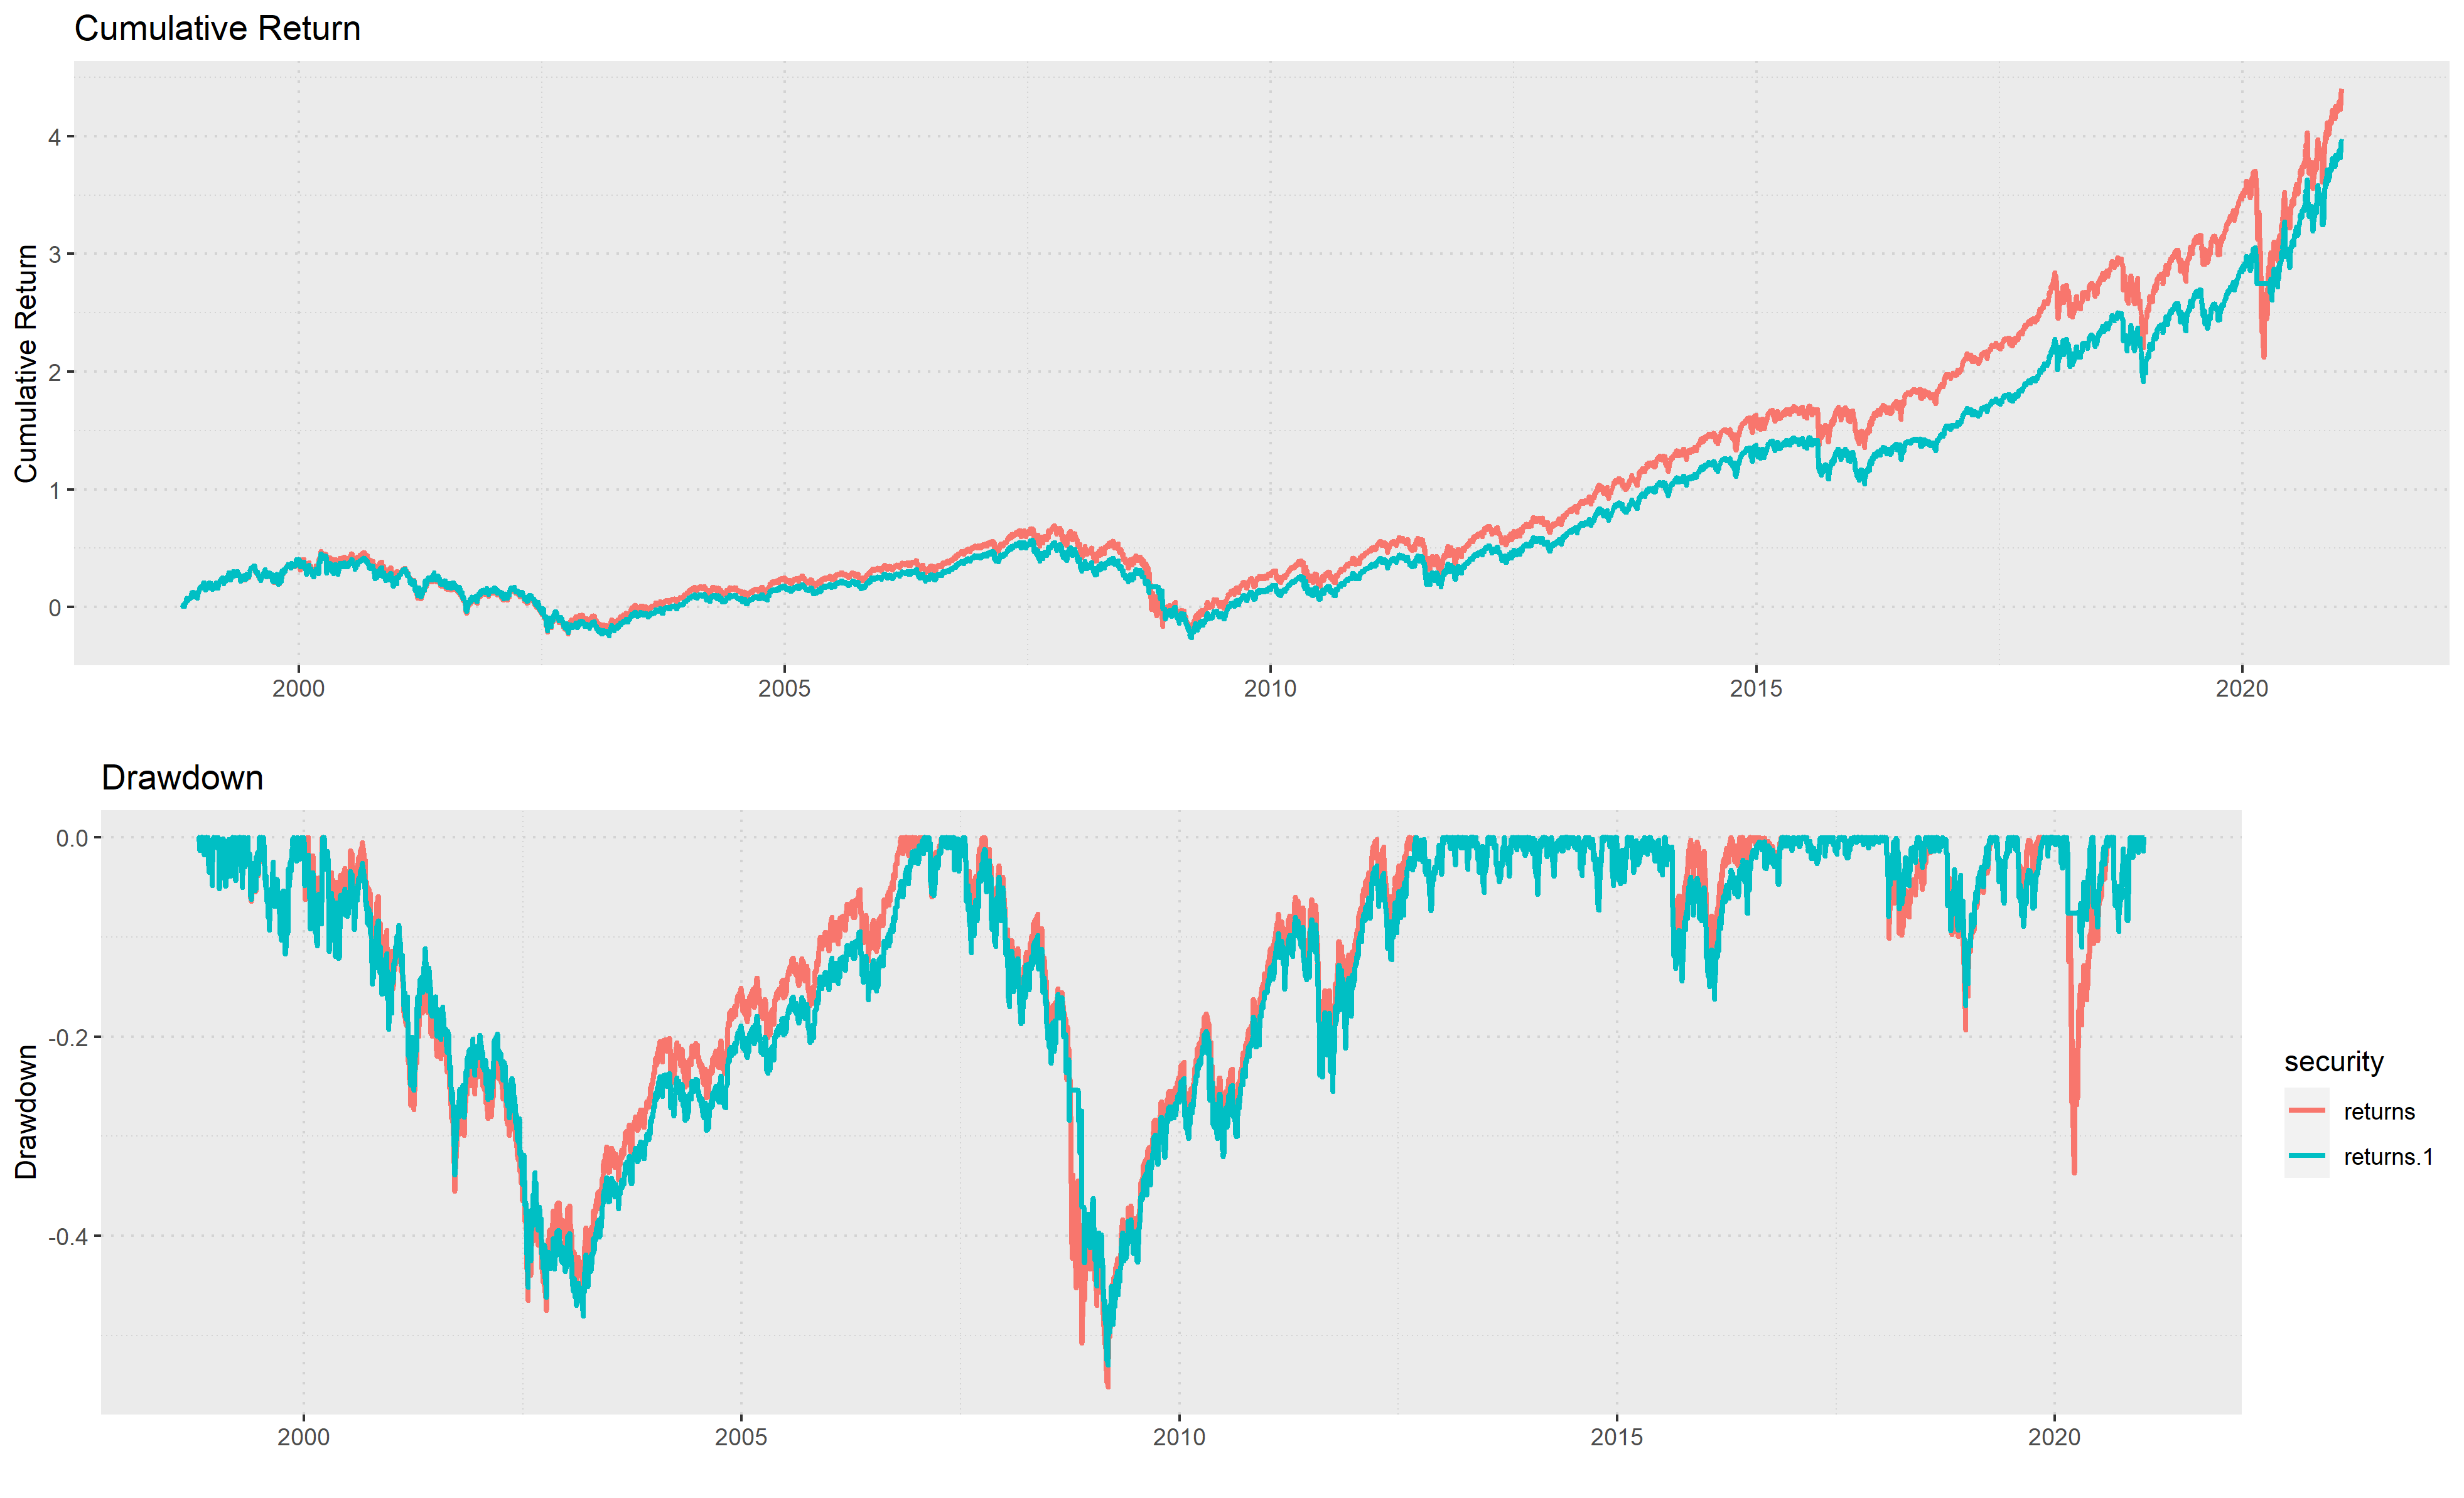 Cumulative Return
Cumulative Return
4
3
2
1
0
2000 2005 2010 2015 2020
Drawdown
Drawdown
0.0
-0.2
-0.4
2000 2005 2010 2015 2020
security
returns
returns.1